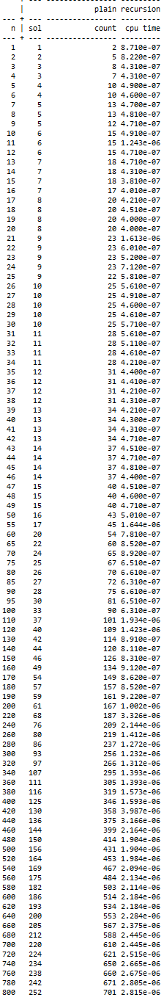 | --- --- ----------------- ---------
| plain recursion
--- + --- ----------------- ---------
n | sol count cpu time
--- + --- ----------------- ---------
1 | 1 2 8.710e-07
2 | 2 5 8.220e-07
3 | 3 8 4.310e-07
4 | 3 7 4.310e-07
5 | 4 10 4.900e-07
6 | 4 10 4.600e-07
7 | 5 13 4.700e-07
8 | 5 13 4.810e-07
9 | 5 12 4.710e-07
10 | 6 15 4.910e-07
11 | 6 15 1.243e-06
12 | 6 15 4.710e-07
13 | 7 18 4.710e-07
14 | 7 18 4.310e-07
15 | 7 18 3.810e-07
16 | 7 17 4.010e-07
17 | 8 20 4.210e-07
18 | 8 20 4.510e-07
19 | 8 20 4.000e-07
20 | 8 20 4.000e-07
21 | 9 23 1.613e-06
22 | 9 23 6.010e-07
23 | 9 23 5.200e-07
24 | 9 23 7.120e-07
25 | 9 22 5.810e-07
26 | 10 25 5.610e-07
27 | 10 25 4.910e-07
28 | 10 25 4.600e-07
29 | 10 25 4.610e-07
30 | 10 25 5.710e-07
31 | 11 28 5.610e-07
32 | 11 28 5.110e-07
33 | 11 28 4.610e-07
34 | 11 28 4.210e-07
35 | 12 31 4.400e-07
36 | 12 31 4.410e-07
37 | 12 31 4.210e-07
38 | 12 31 4.310e-07
39 | 13 34 4.210e-07
40 | 13 34 4.300e-07
41 | 13 34 4.310e-07
42 | 13 34 4.710e-07
43 | 14 37 4.510e-07
44 | 14 37 4.710e-07
45 | 14 37 4.810e-07
46 | 14 37 4.400e-07
47 | 15 40 4.510e-07
48 | 15 40 4.600e-07
49 | 15 40 4.710e-07
50 | 16 43 5.010e-07
55 | 17 45 1.644e-06
60 | 20 54 7.810e-07
65 | 22 60 8.520e-07
70 | 24 65 8.920e-07
75 | 25 67 6.510e-07
80 | 26 70 6.610e-07
85 | 27 72 6.310e-07
90 | 28 75 6.610e-07
95 | 30 81 6.510e-07
100 | 33 90 6.310e-07
110 | 37 101 1.934e-06
120 | 40 109 1.423e-06
130 | 42 114 8.910e-07
140 | 44 120 8.110e-07
150 | 46 126 8.310e-07
160 | 49 134 9.120e-07
170 | 54 149 8.620e-07
180 | 57 157 8.520e-07
190 | 59 161 9.220e-07
200 | 61 167 1.002e-06
220 | 68 187 3.326e-06
240 | 76 209 2.144e-06
260 | 80 219 1.412e-06
280 | 86 237 1.272e-06
300 | 93 256 1.232e-06
320 | 97 266 1.312e-06
340 | 107 295 1.393e-06
360 | 111 305 1.393e-06
380 | 116 319 1.573e-06
400 | 125 346 1.593e-06
420 | 130 358 3.987e-06
440 | 136 375 3.166e-06
460 | 144 399 2.164e-06
480 | 150 414 1.904e-06
500 | 156 431 1.904e-06
520 | 164 453 1.984e-06
540 | 169 467 2.094e-06
560 | 175 484 2.134e-06
580 | 182 503 2.114e-06
600 | 186 514 2.184e-06
620 | 193 534 2.184e-06
640 | 200 553 2.284e-06
660 | 205 567 2.375e-06
680 | 212 588 2.445e-06
700 | 220 610 2.445e-06
720 | 224 621 2.515e-06
740 | 234 650 2.665e-06
760 | 238 660 2.675e-06
780 | 242 671 2.805e-06
800 | 252 701 2.815e-06